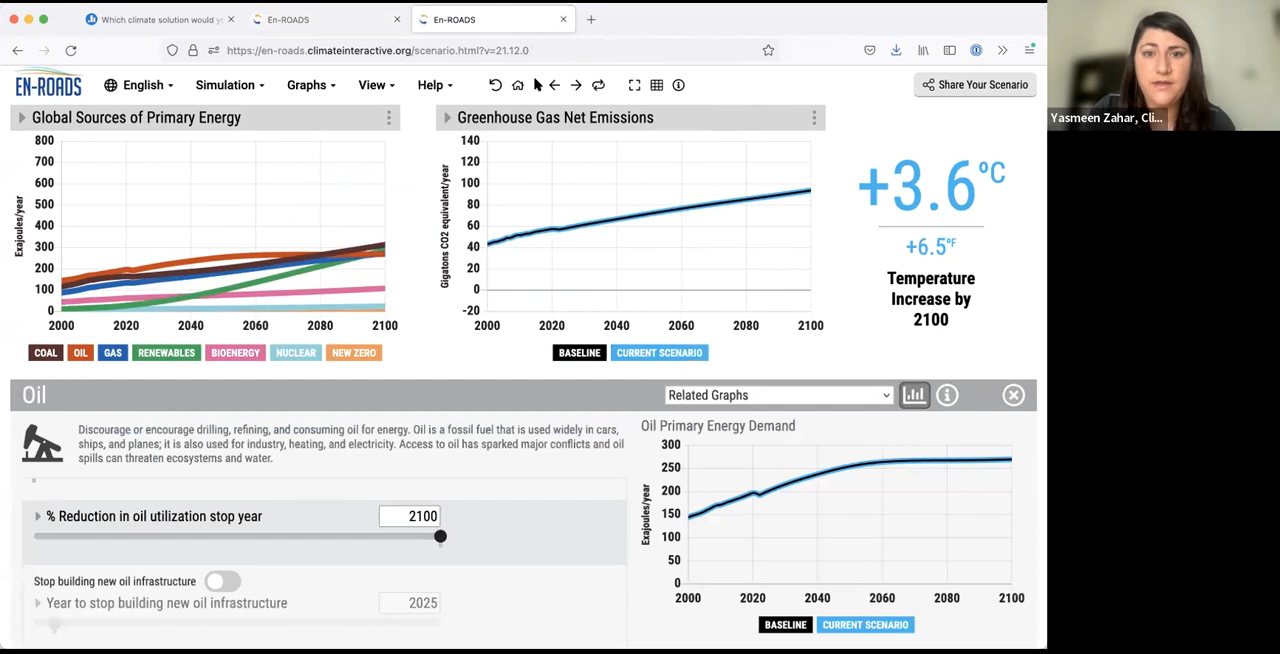 Which climate solution would yo
En-ROADS
En-ROADS
https://en-roads.climateinteractive.org/scenario.html?v=21.12.0
EN-ROADS
English
Simulation
Graphs
View
Help
Share Your Scenario
Yasmeen Zahar, Cli...
Global Sources of Primary Energy
800
700
600
500
400
300
200
100
0
Exajoules/year
2000 2020 2040 2060 2080 2100
COAL OIL GAS RENEWABLES BIOENERGY NUCLEAR NEW ZERO
Greenhouse Gas Net Emissions
140
120
100
80
60
40
20
0
-20
Gigatons CO2 equivalent/year
2000 2020 2040 2060 2080 2100
BASELINE CURRENT SCENARIO
+3.6 °C
+6.5°F
Temperature
Increase by
2100
Oil
Related Graphs
Discourage or encourage drilling, refining, and consuming oil for energy. Oil is a fossil fuel that is used widely in cars,
ships, and planes; it is also used for industry, heating, and electricity. Access to oil has sparked major conflicts and oil
spills can threaten ecosystems and water.
% Reduction in oil utilization stop year 2100
Stop building new oil infrastructure
Year to stop building new oil infrastructure 2025
Oil Primary Energy Demand
300
250
200
150
100
50
0
Exajoules/year
2000 2020 2040 2060 2080 2100
BASELINE CURRENT SCENARIO